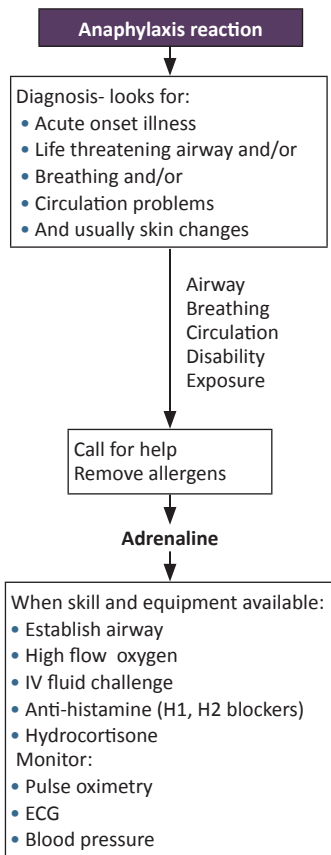 Anaphylaxis reaction
Diagnosis- looks for:
• Acute onset illness
• Life threatening airway and/or
• Breathing and/or
• Circulation problems
• And usually skin changes
Airway
Breathing
Circulation
Disability
Exposure
Call for help
Remove allergens
Adrenaline
When skill and equipment available:
• Establish airway
• High flow oxygen
• IV fluid challenge
• Anti-histamine (H1, H2 blockers)
• Hydrocortisone
Monitor:
• Pulse oximetry
• ECG
• Blood pressure